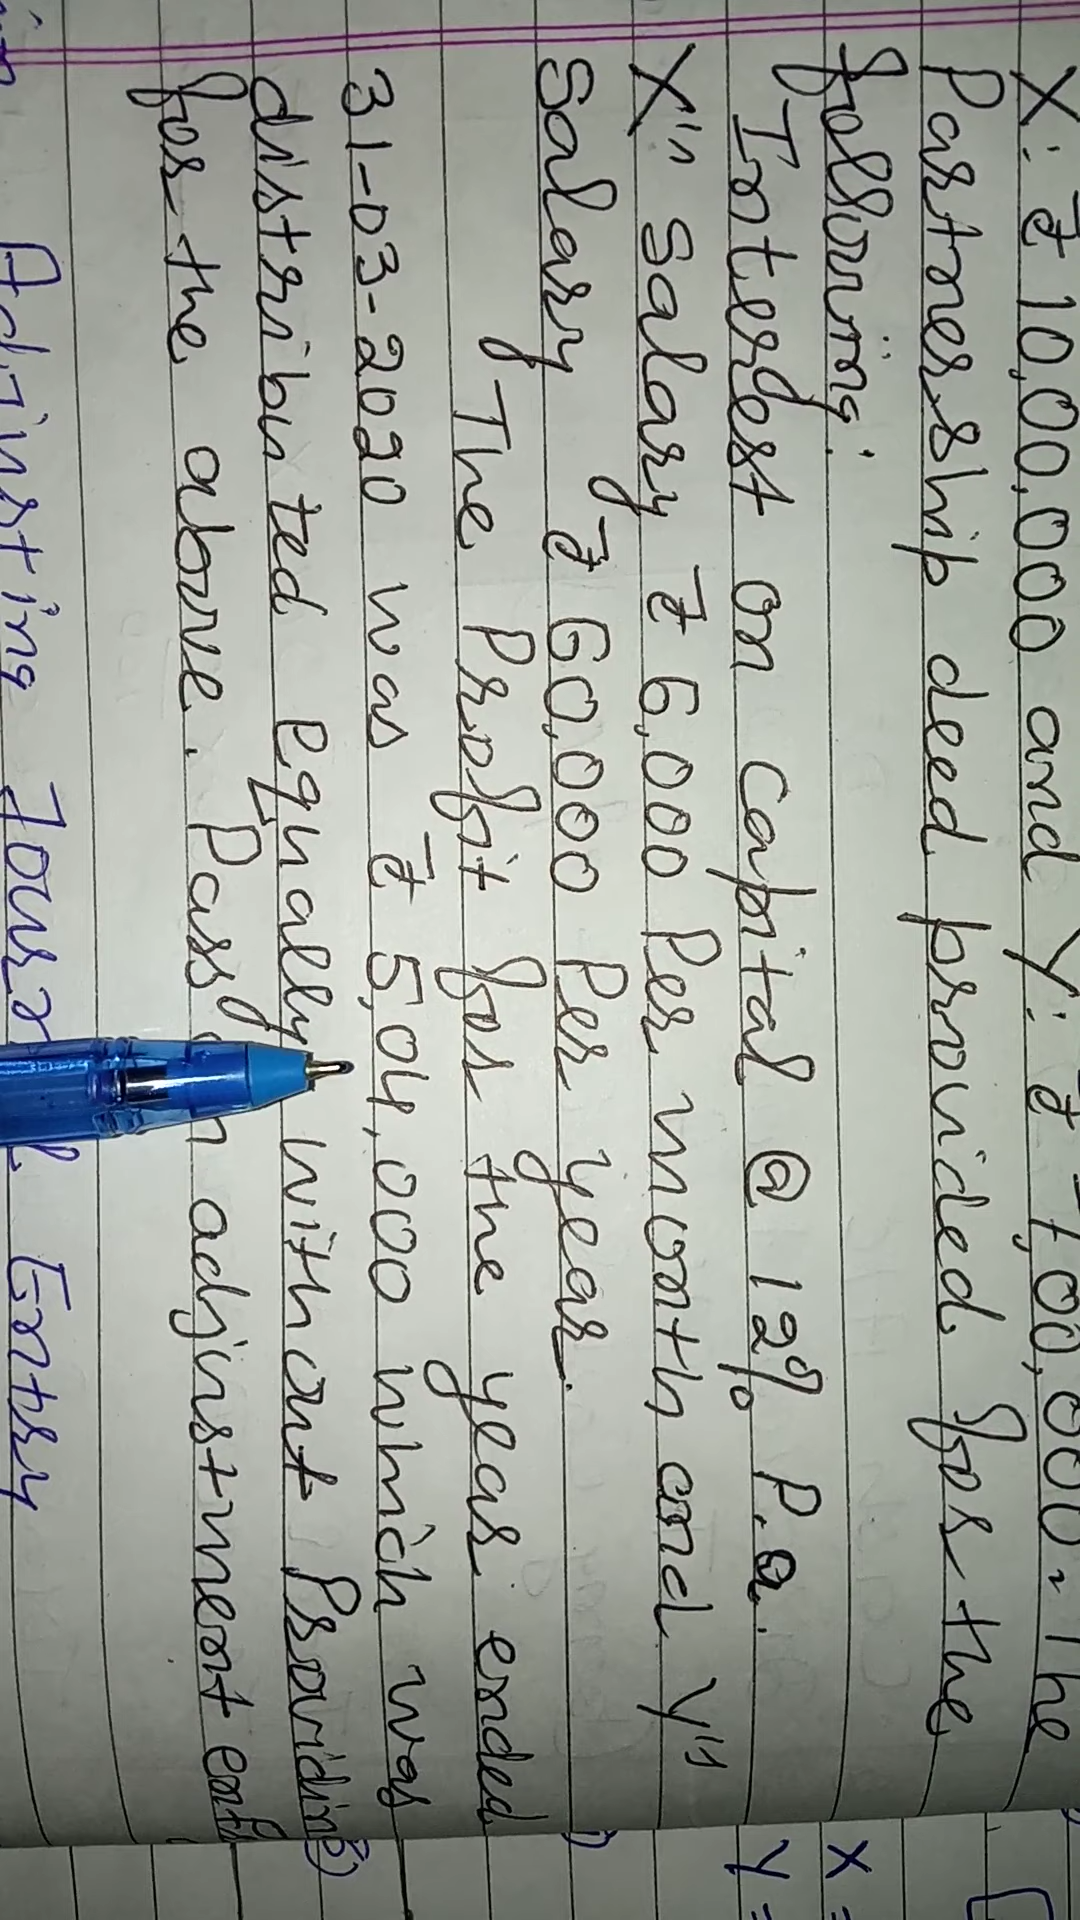 X: ₹ 10,00,000 and Y: ₹ 7,00,000. The
Partnership deed provided for the
following:
Interest on Capital @ 12% P.a.
X's Salary ₹ 6,000 Per month and Y's
Salary ₹ 60,000 Per year.
The Profit for the year ended
31-03-2020 was ₹ 5,04,000 which was
distributed Equally without Providing
for the above. Pass an adjustment
Adjusting Journal Entry
X =
Y =